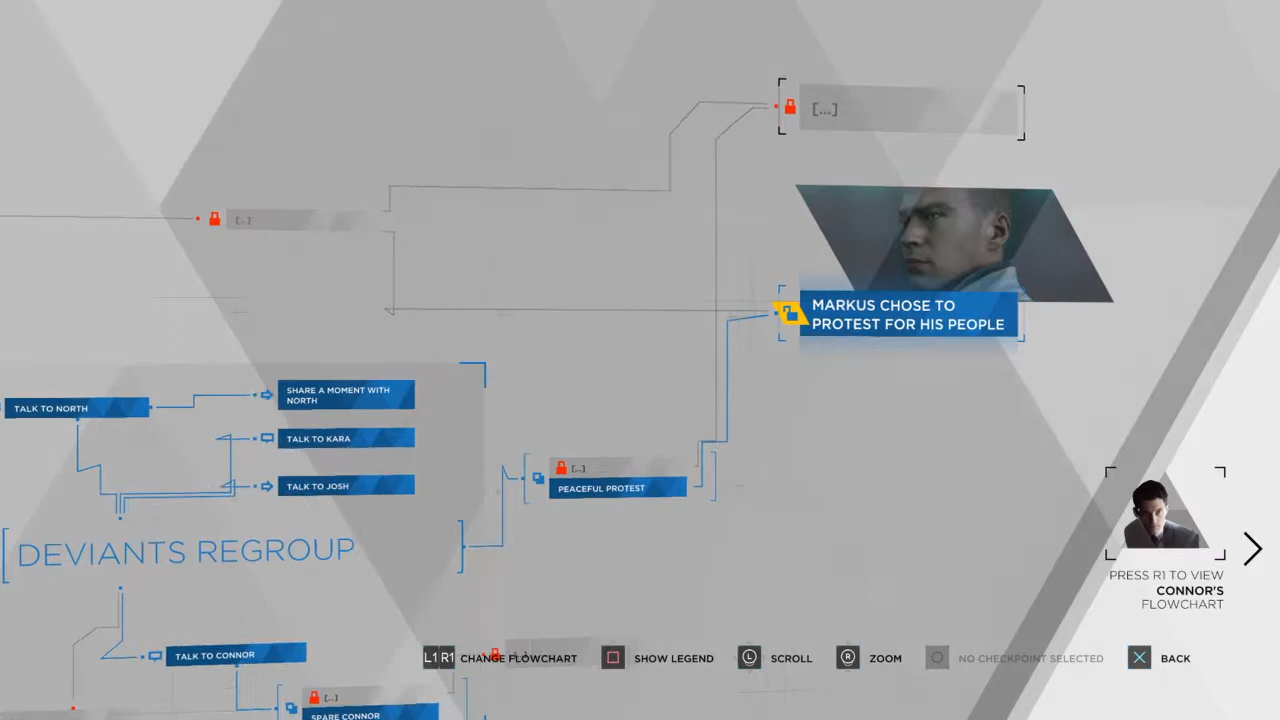 [...]
[...]
MARKUS CHOSE TO
PROTEST FOR HIS PEOPLE
TALK TO NORTH
SHARE A MOMENT WITH
NORTH
TALK TO KARA
TALK TO JOSH
[...]
PEACEFUL PROTEST
DEVIANTS REGROUP
PRESS R1 TO VIEW
CONNOR'S
FLOWCHART
TALK TO CONNOR
[...]
SPARE CONNOR
L1 R1 CHANGE FLOWCHART
SHOW LEGEND
L SCROLL
R ZOOM
NO CHECKPOINT SELECTED
BACK